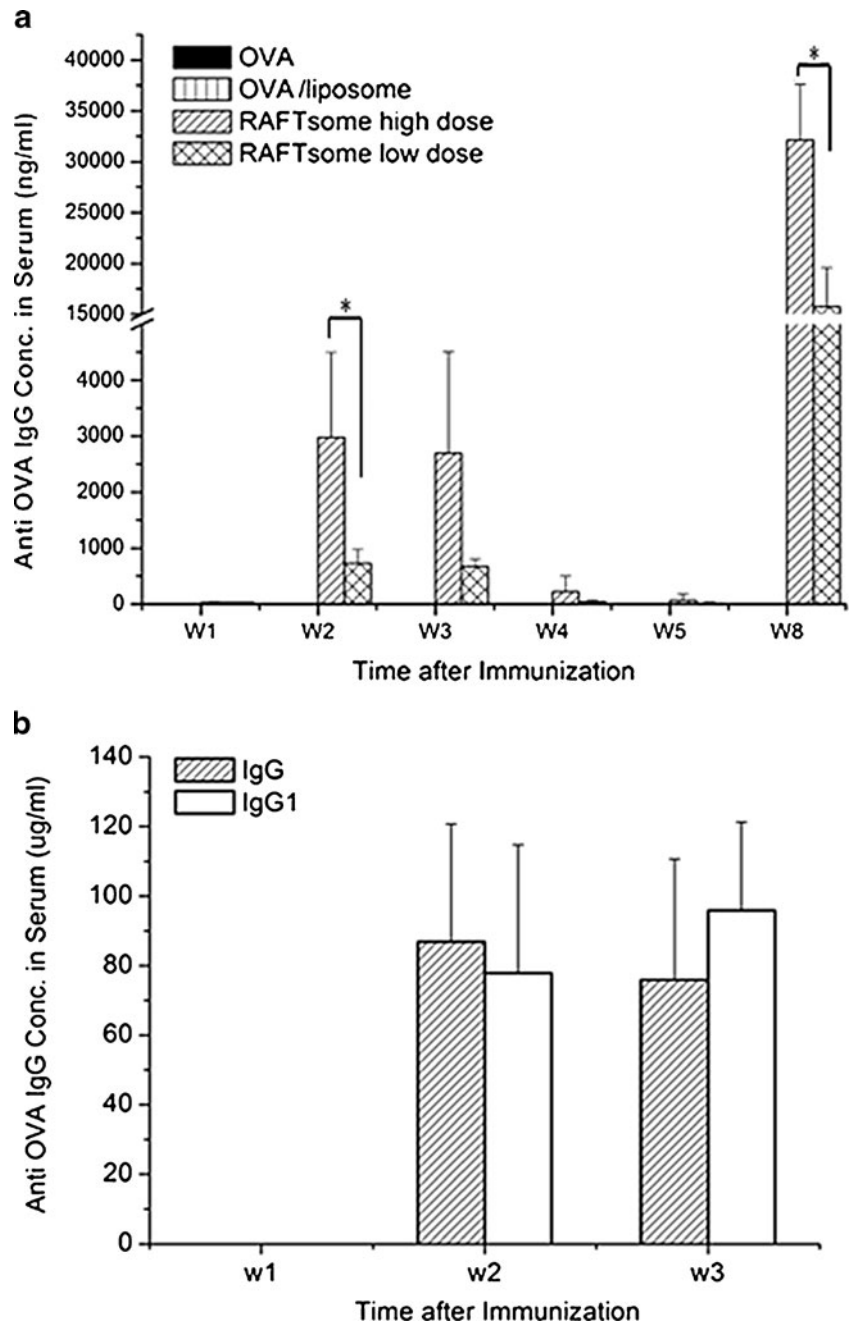 a
OVA
OVA/liposome
RAFTsome high dose
RAFTsome low dose
*
*
40000
35000
30000
25000
20000
15000
4000
3000
2000
1000
0
Anti OVA IgG Conc. in Serum (ng/ml)
W1 W2 W3 W4 W5 W8
Time after Immunization
b
IgG
IgG1
140
120
100
80
60
40
20
0
Anti OVA IgG Conc. in Serum (ug/ml)
w1 w2 w3
Time after Immunization